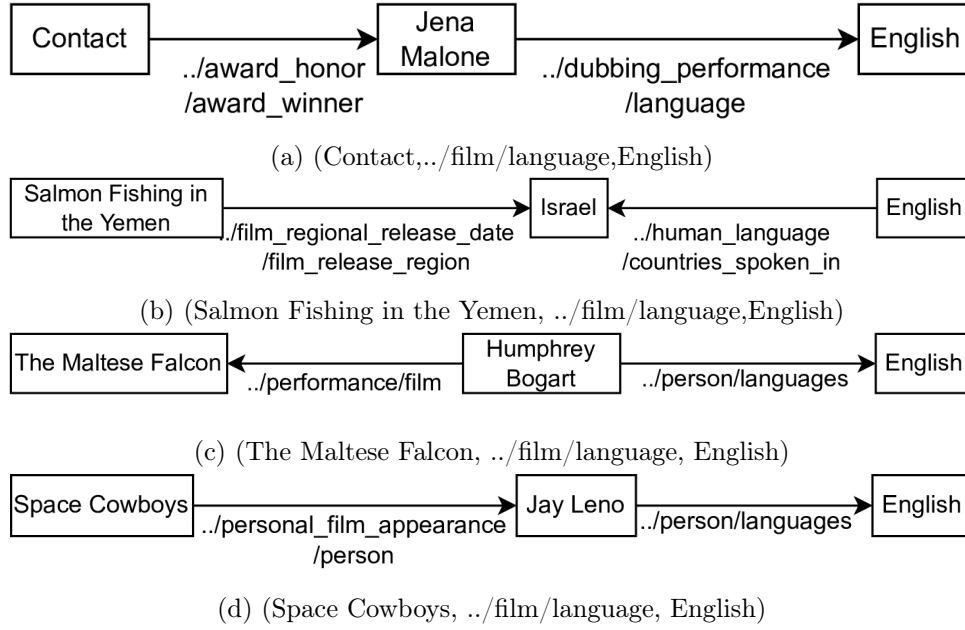 Contact
Jena
Malone
English
../award_honor
/award_winner
../dubbing_performance
/language
(a) (Contact,../film/language,English)
Salmon Fishing in
the Yemen
Israel
English
../film_regional_release_date
/film_release_region
../human_language
/countries_spoken_in
(b) (Salmon Fishing in the Yemen, ../film/language,English)
The Maltese Falcon
Humphrey
Bogart
English
../performance/film
../person/languages
(c) (The Maltese Falcon, ../film/language, English)
Space Cowboys
Jay Leno
English
../personal_film_appearance
/person
../person/languages
(d) (Space Cowboys, ../film/language, English)